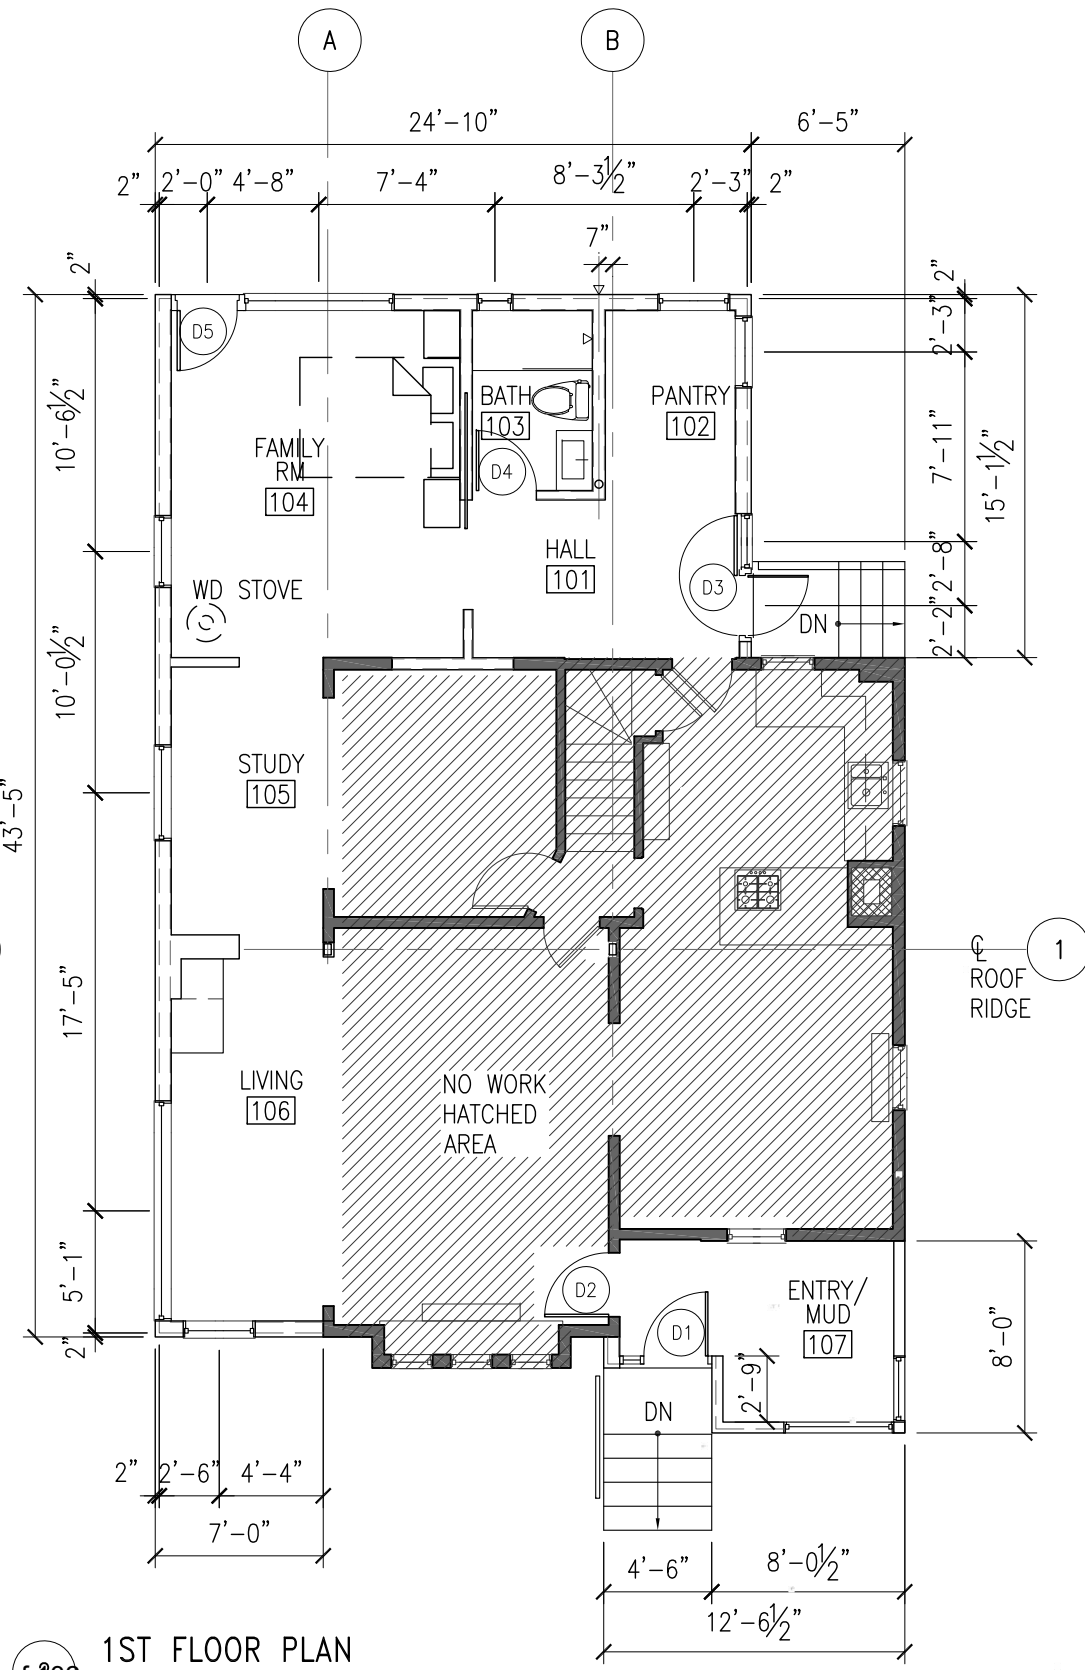 A
B
24'-10"
6'-5"
2"
2'-0"
4'-8"
7'-4"
8'-3½"
2'-3"
2"
7"
2"
2"
D5
2'-3"
10'-6½"
BATH
103
PANTRY
102
FAMILY
RM
104
D4
7'-11"
15'-1½"
HALL
101
WD STOVE
D3
2'-8"
DN
2'-2"
10'-0½"
STUDY
105
43'-5"
1
℄
ROOF
RIDGE
17'-5"
LIVING
106
NO WORK
HATCHED
AREA
5'-1"
D2
ENTRY/
MUD
107
D1
8'-0"
2"
2'-9"
DN
2"
2'-6"
4'-4"
7'-0"
4'-6"
8'-0½"
12'-6½"
1ST FLOOR PLAN